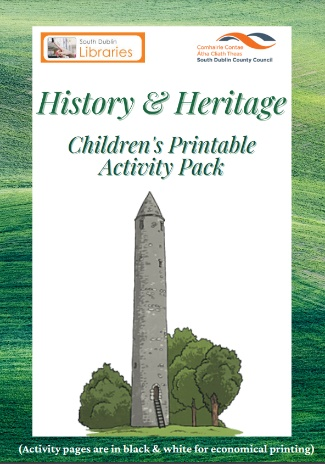 South Dublin
Libraries
Comhairle Contae
Átha Cliath Theas
South Dublin County Council
History & Heritage
Children's Printable
Activity Pack
(Activity pages are in black & white for economical printing)